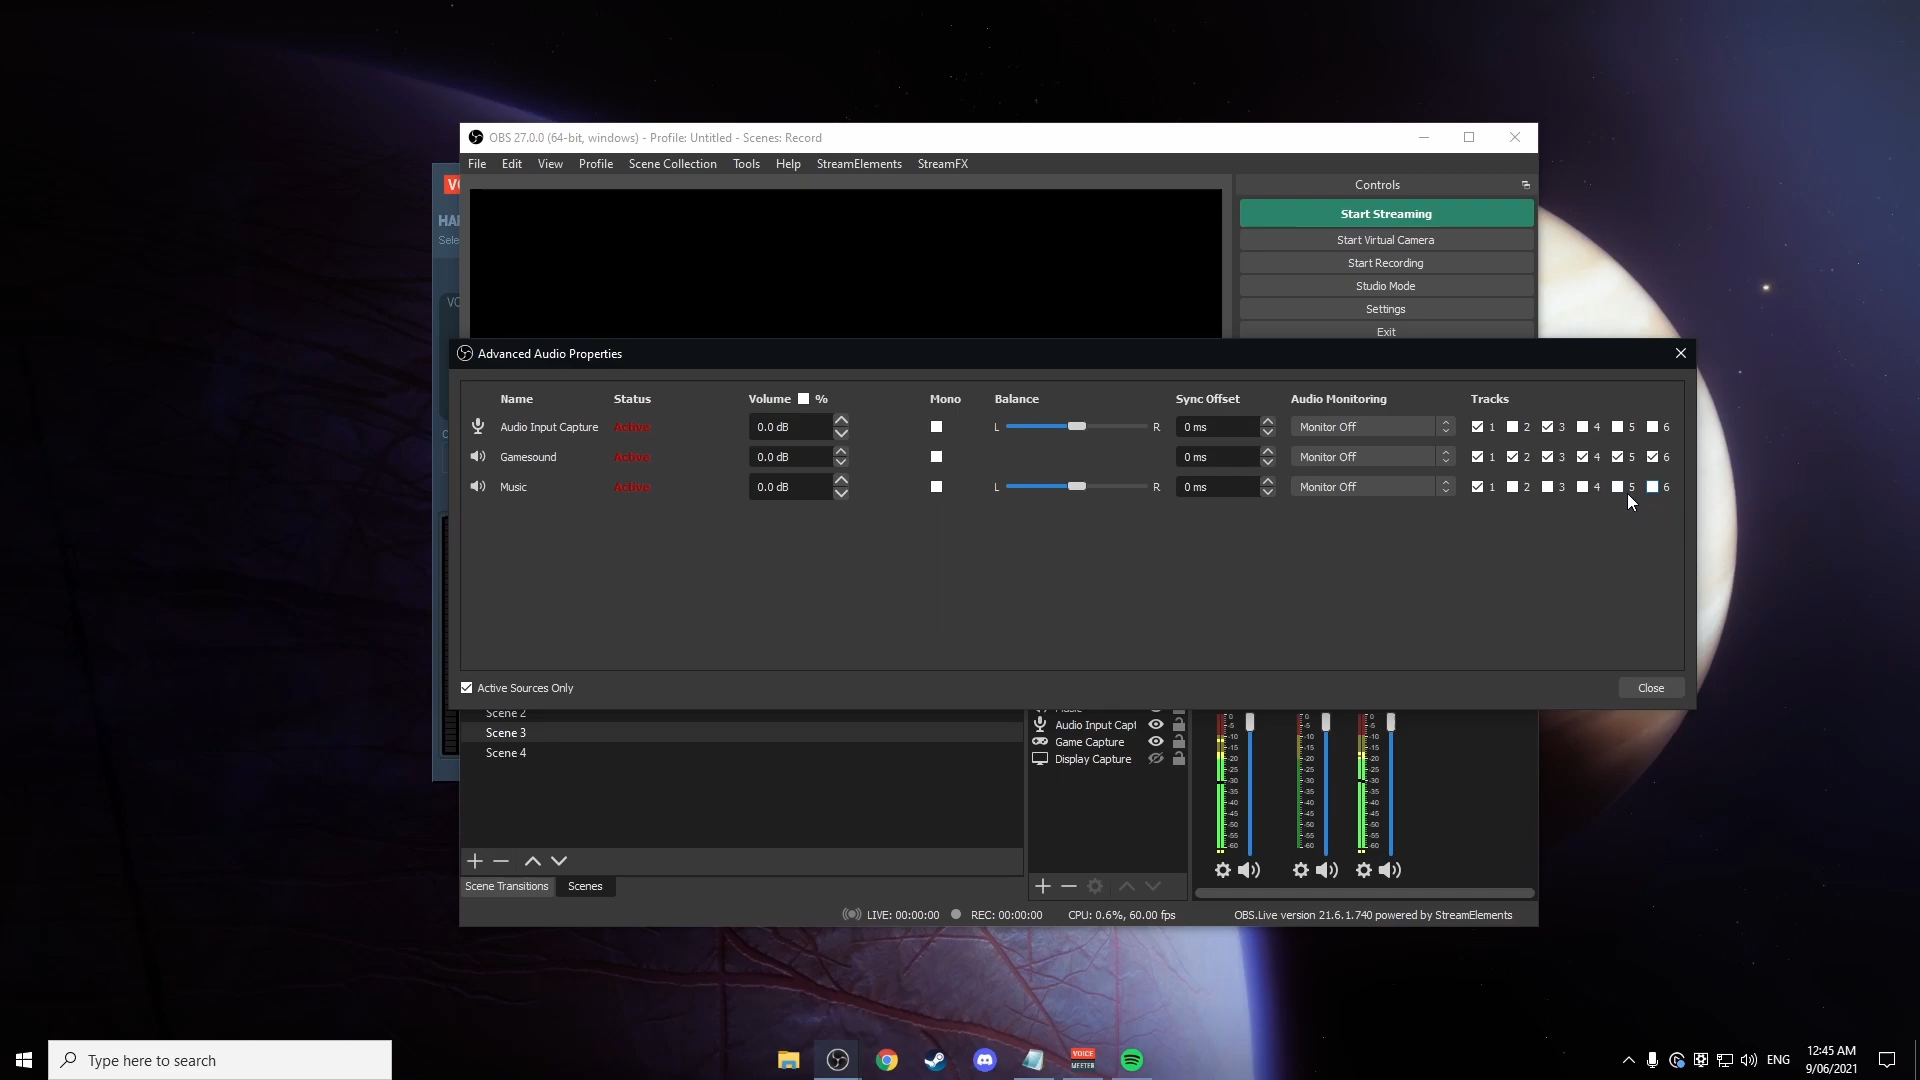 OBS 27.0.0 (64-bit, windows) - Profile: Untitled - Scenes: Record
File Edit View Profile Scene Collection Tools Help StreamElements StreamFX
Controls
Start Streaming
Start Virtual Camera
Start Recording
Studio Mode
Settings
Exit
Advanced Audio Properties
Name Status Volume % Mono Balance Sync Offset Audio Monitoring Tracks
Audio Input Capture Active 0.0 dB L R 0 ms Monitor Off 1 2 3 4 5 6
Gamesound Active 0.0 dB 0 ms Monitor Off 1 2 3 4 5 6
Music Active 0.0 dB L R 0 ms Monitor Off 1 2 3 4 5 6
Active Sources Only
Close
Scene 2
Scene 3
Scene 4
Audio Input Capt
Game Capture
Display Capture
Scene Transitions Scenes
LIVE: 00:00:00 REC: 00:00:00 CPU: 0.6%, 60.00 fps OBS.Live version 21.6.1.740 powered by StreamElements
Type here to search
VOICE
MEETER
ENG
12:45 AM
9/06/2021